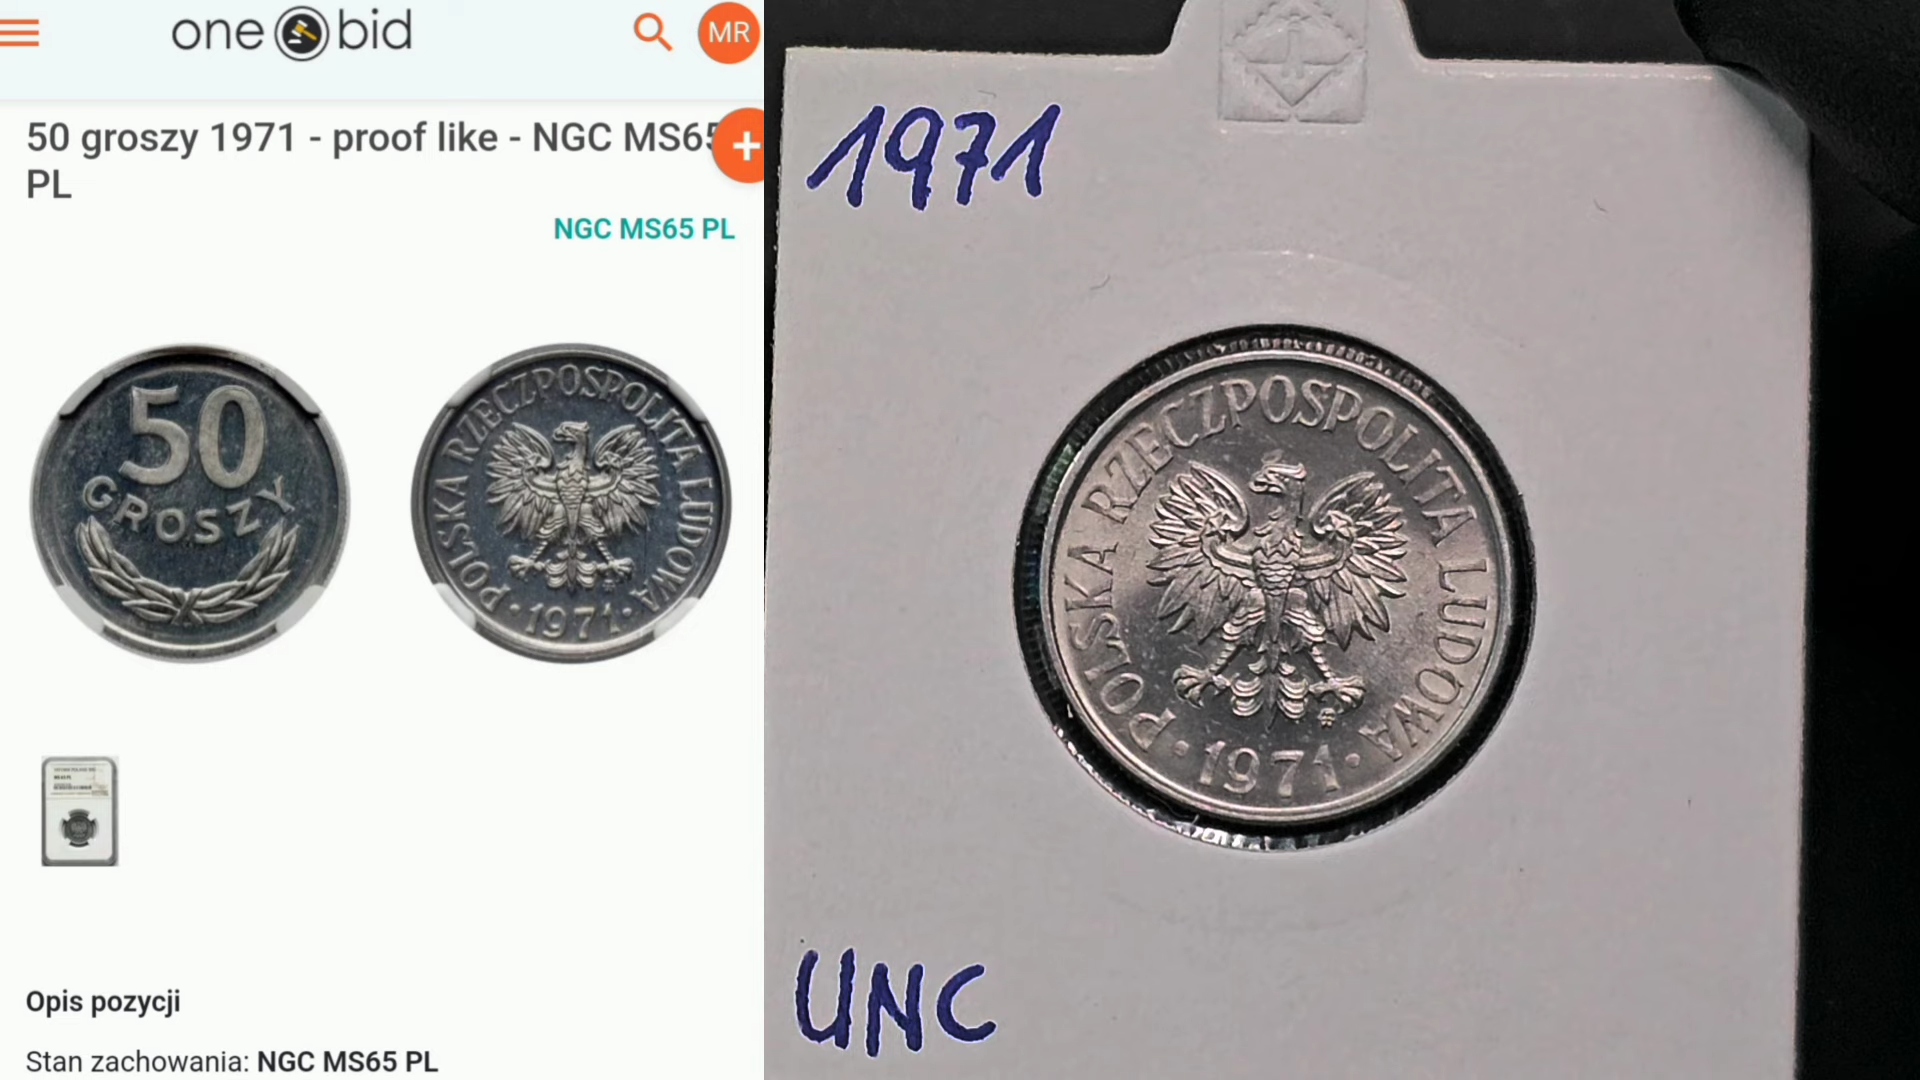 one bid
MR
50 groszy 1971 - proof like - NGC MS65
PL
NGC MS65 PL
50
GROSZY
POLSKA RZECZPOSPOLITA LUDOWA
1971
Opis pozycji
Stan zachowania: NGC MS65 PL
1971
POLSKA RZECZPOSPOLITA LUDOWA
1971
UNC